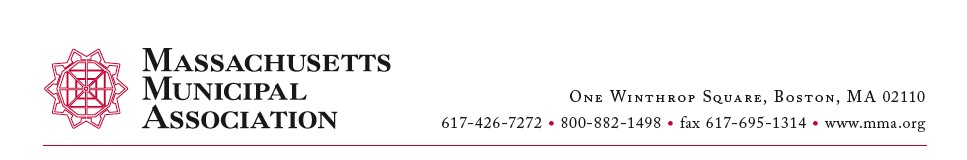 Massachusetts
Municipal
Association
One Winthrop Square, Boston, MA 02110
617-426-7272 • 800-882-1498 • fax 617-695-1314 • www.mma.org